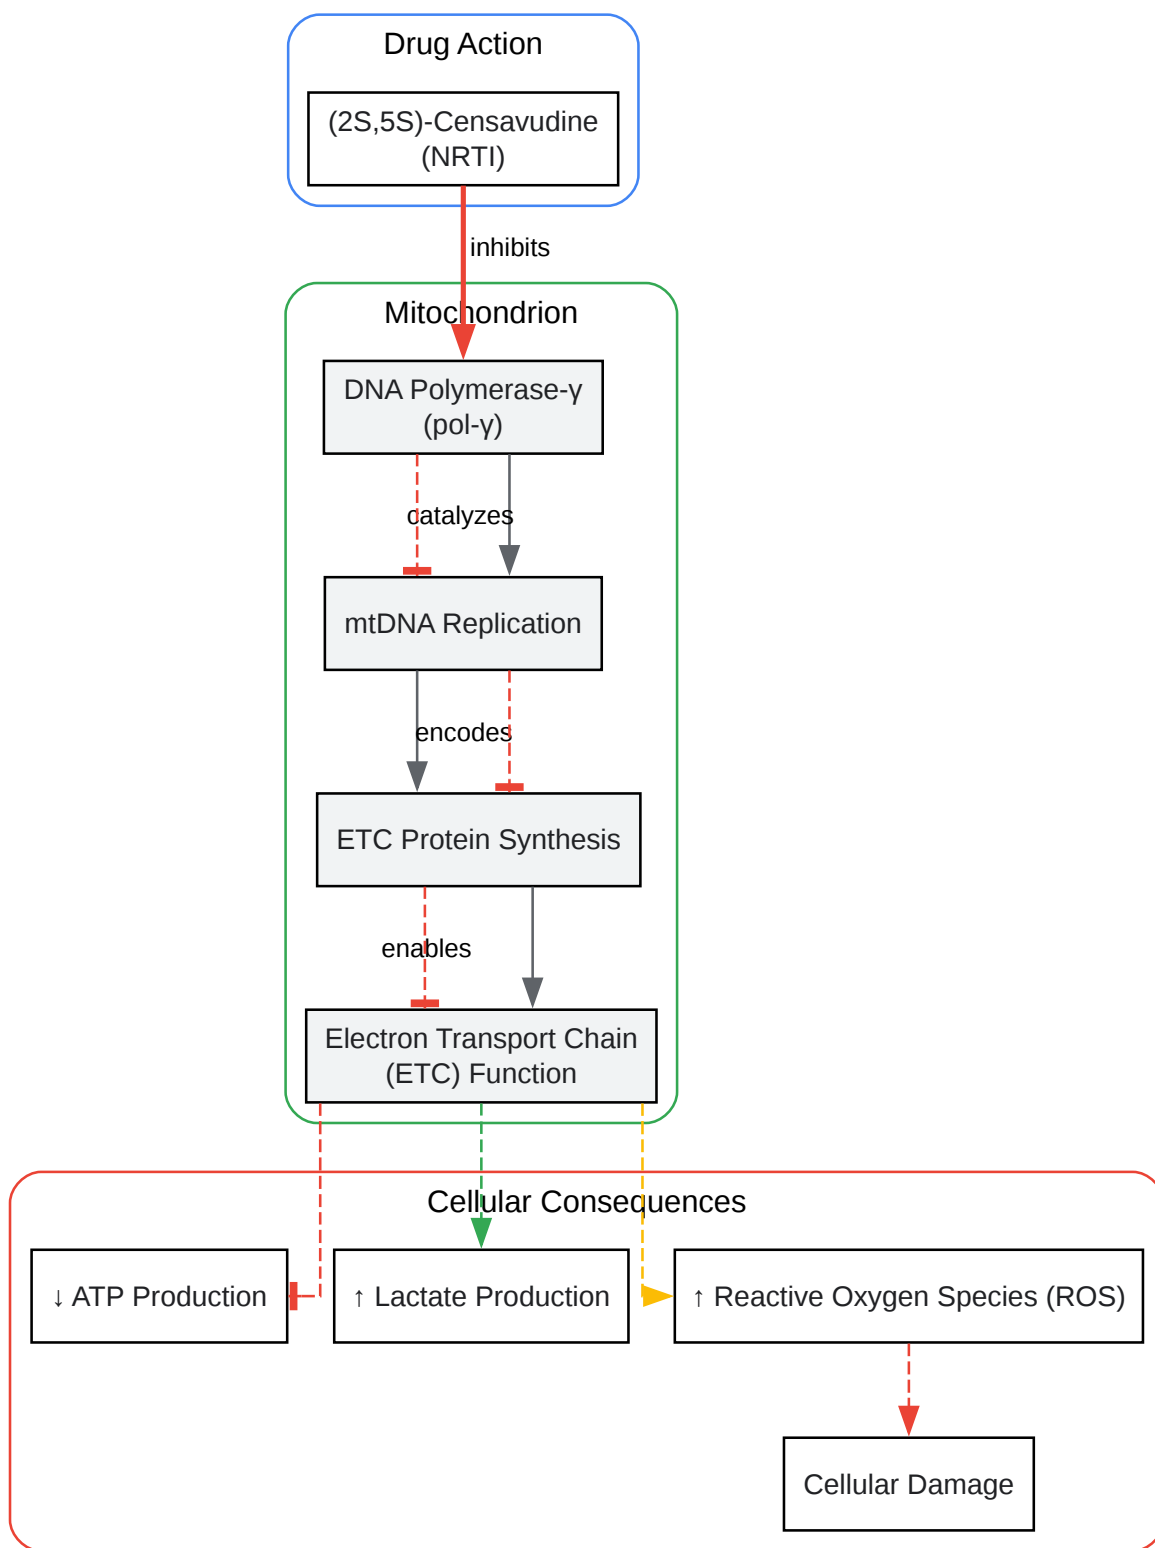 Drug Action
(2S,5S)-Censavudine
(NRTI)
inhibits
Mitochondrion
DNA Polymerase-γ
(pol-γ)
catalyzes
mtDNA Replication
encodes
ETC Protein Synthesis
enables
Electron Transport Chain
(ETC) Function
Cellular Consequences
↓ ATP Production
↑ Lactate Production
↑ Reactive Oxygen Species (ROS)
Cellular Damage